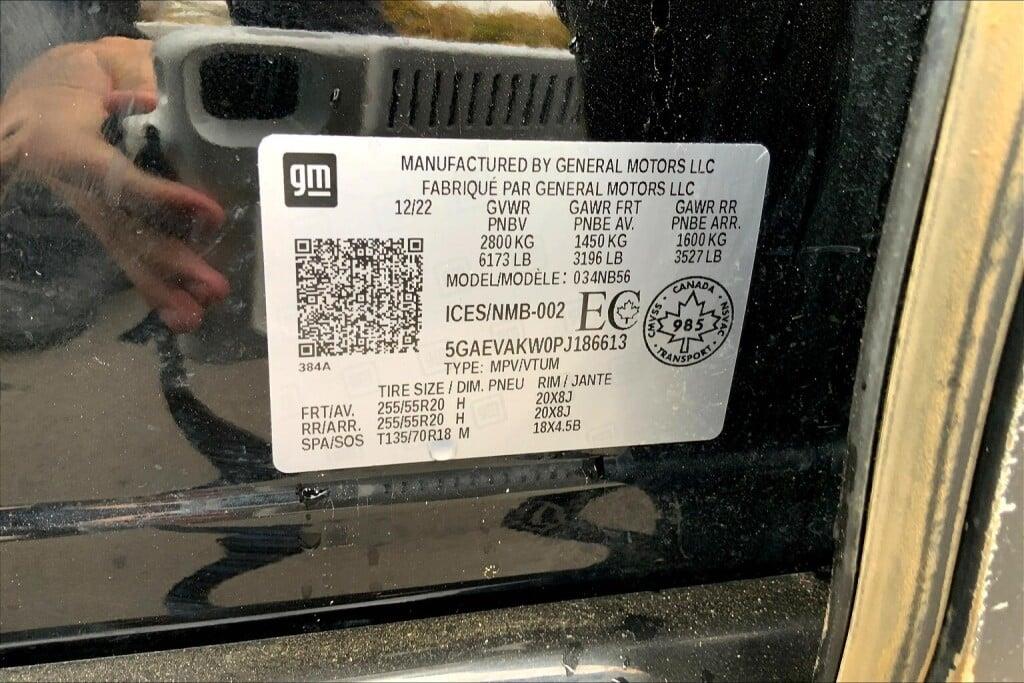 gm
MANUFACTURED BY GENERAL MOTORS LLC
FABRIQUÉ PAR GENERAL MOTORS LLC
12/22 GVWR GAWR FRT GAWR RR
PNBV PNBE AV. PNBE ARR.
2800 KG 1450 KG 1600 KG
6173 LB 3196 LB 3527 LB
MODEL/MODÈLE: 034NB56
ICES/NMB-002 EC
CANADA
CMVSS 985 NSVAC
TRANSPORT
384A
5GAEVAKW0PJ186613
TYPE: MPV/VTUM
TIRE SIZE / DIM. PNEU RIM / JANTE
FRT/AV. 255/55R20 H 20X8J
RR/ARR. 255/55R20 H 20X8J
SPA/SOS T135/70R18 M 18X4.5B